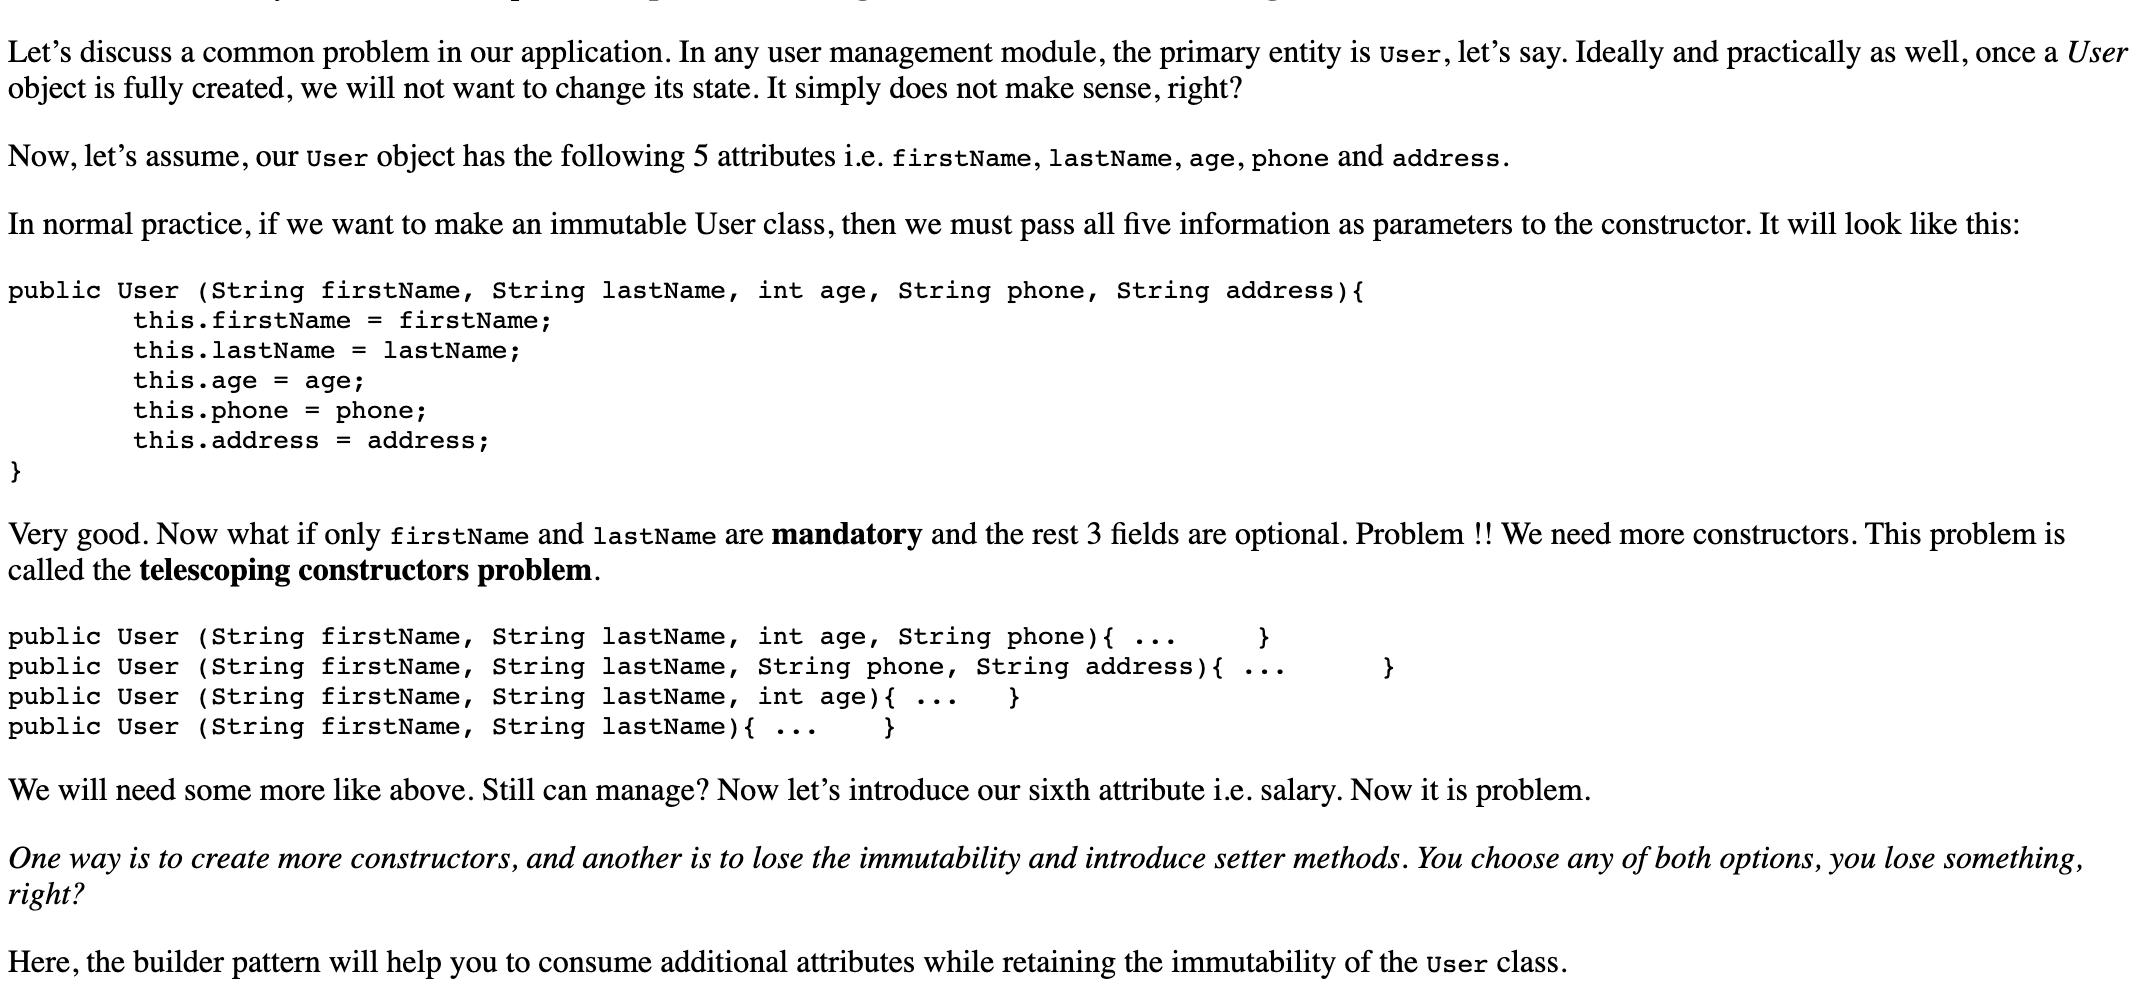 Let’s discuss a common problem in our application. In any user management module, the primary entity is User, let’s say. Ideally and practically as well, once a User
object is fully created, we will not want to change its state. It simply does not make sense, right?
Now, let’s assume, our User object has the following 5 attributes i.e. firstName, lastName, age, phone and address.
In normal practice, if we want to make an immutable User class, then we must pass all five information as parameters to the constructor. It will look like this:
public User (String firstName, String lastName, int age, String phone, String address){
this.firstName = firstName;
this.lastName = lastName;
this.age = age;
this.phone = phone;
this.address = address;
}
Very good. Now what if only firstName and lastName are mandatory and the rest 3 fields are optional. Problem !! We need more constructors. This problem is
called the telescoping constructors problem.
public User (String firstName, String lastName, int age, String phone){ ... }
public User (String firstName, String lastName, String phone, String address){ ... }
public User (String firstName, String lastName, int age){ ... }
public User (String firstName, String lastName){ ... }
We will need some more like above. Still can manage? Now let’s introduce our sixth attribute i.e. salary. Now it is problem.
One way is to create more constructors, and another is to lose the immutability and introduce setter methods. You choose any of both options, you lose something,
right?
Here, the builder pattern will help you to consume additional attributes while retaining the immutability of the User class.